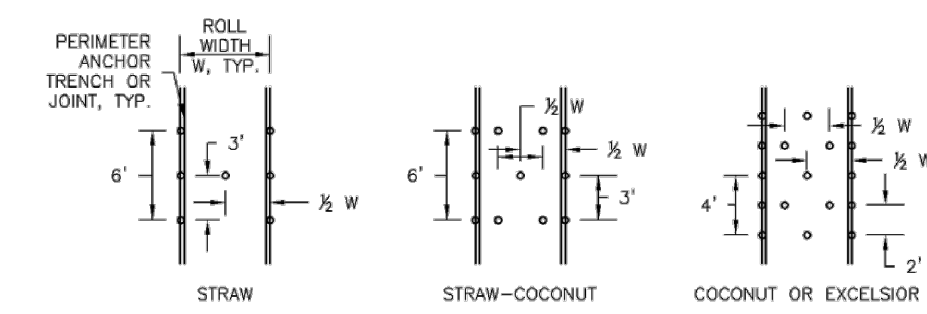 PERIMETER
ANCHOR
TRENCH OR
JOINT, TYP.
ROLL
WIDTH
W, TYP.
3'
6'
½ W
STRAW
½ W
½ W
6'
3'
STRAW-COCONUT
½ W
½ W
4'
2'
COCONUT OR EXCELSIOR